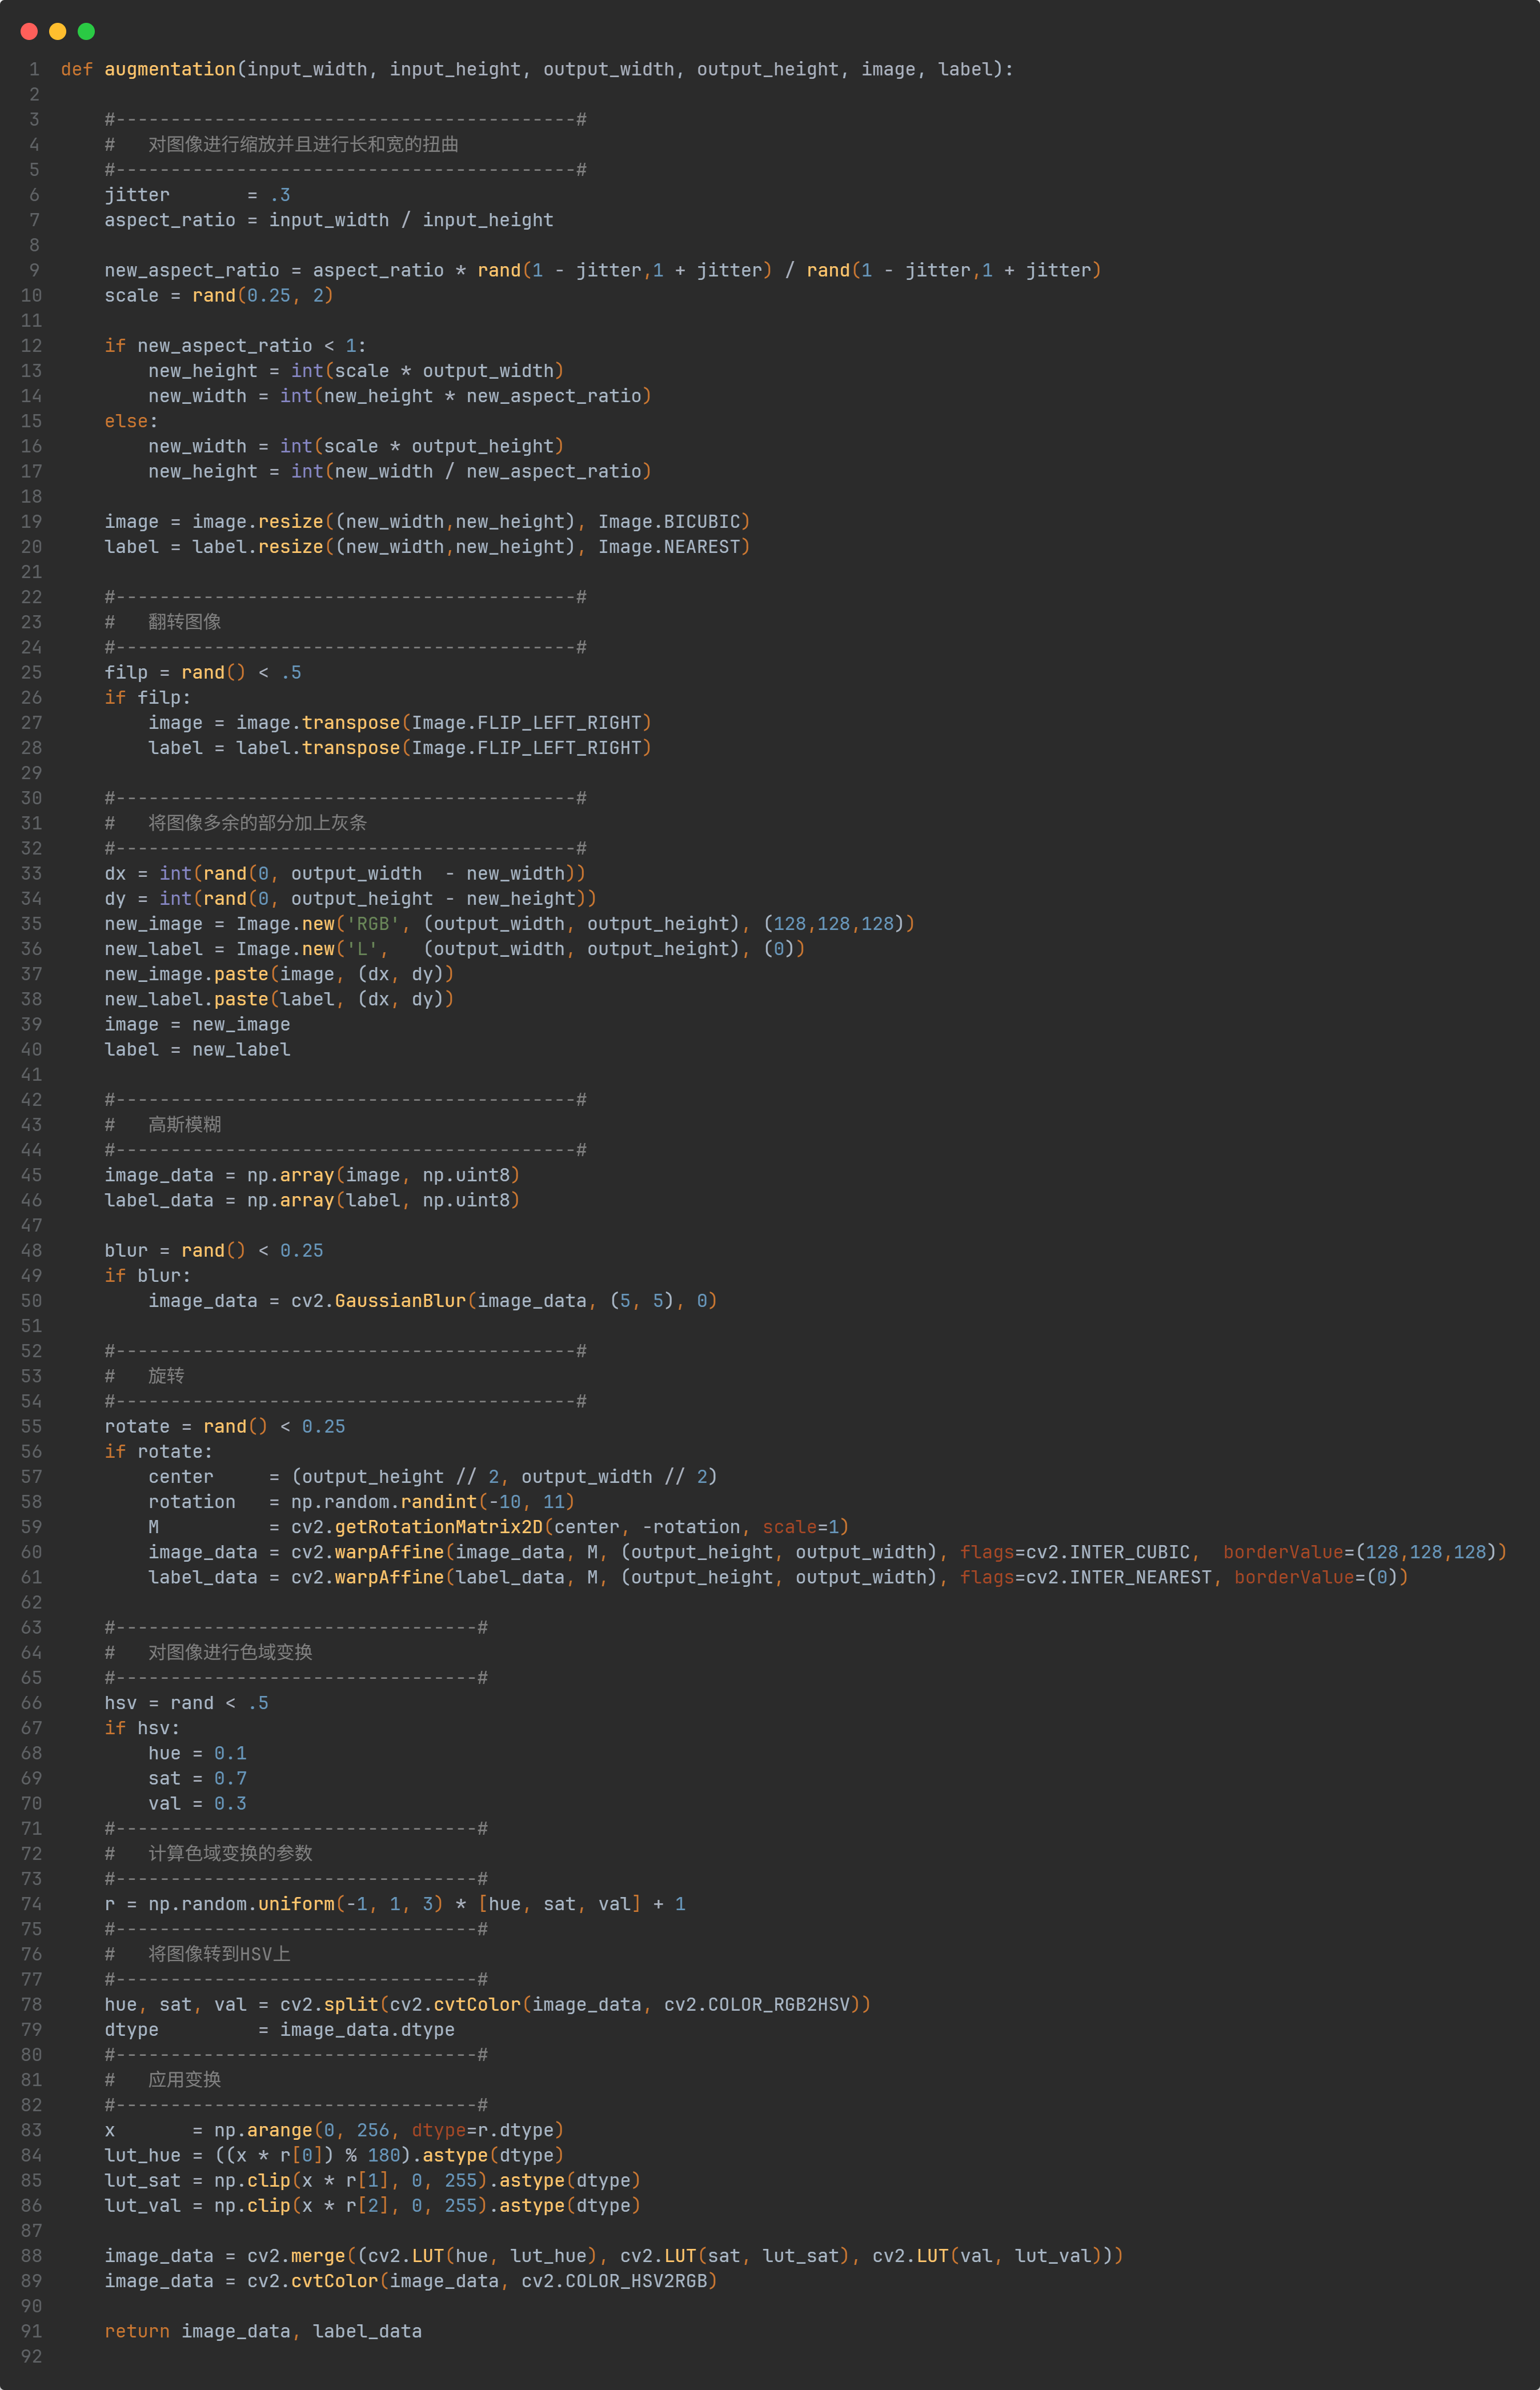 1 def augmentation(input_width, input_height, output_width, output_height, image, label):
2
3     #------------------------------------------#
4     #   对图像进行缩放并且进行长和宽的扭曲
5     #------------------------------------------#
6     jitter       = .3
7     aspect_ratio = input_width / input_height
8
9     new_aspect_ratio = aspect_ratio * rand(1 - jitter,1 + jitter) / rand(1 - jitter,1 + jitter)
10     scale = rand(0.25, 2)
11
12     if new_aspect_ratio < 1:
13         new_height = int(scale * output_width)
14         new_width = int(new_height * new_aspect_ratio)
15     else:
16         new_width = int(scale * output_height)
17         new_height = int(new_width / new_aspect_ratio)
18
19     image = image.resize((new_width,new_height), Image.BICUBIC)
20     label = label.resize((new_width,new_height), Image.NEAREST)
21
22     #------------------------------------------#
23     #   翻转图像
24     #------------------------------------------#
25     filp = rand() < .5
26     if filp:
27         image = image.transpose(Image.FLIP_LEFT_RIGHT)
28         label = label.transpose(Image.FLIP_LEFT_RIGHT)
29
30     #------------------------------------------#
31     #   将图像多余的部分加上灰条
32     #------------------------------------------#
33     dx = int(rand(0, output_width  - new_width))
34     dy = int(rand(0, output_height - new_height))
35     new_image = Image.new('RGB', (output_width, output_height), (128,128,128))
36     new_label = Image.new('L',   (output_width, output_height), (0))
37     new_image.paste(image, (dx, dy))
38     new_label.paste(label, (dx, dy))
39     image = new_image
40     label = new_label
41
42     #------------------------------------------#
43     #   高斯模糊
44     #------------------------------------------#
45     image_data = np.array(image, np.uint8)
46     label_data = np.array(label, np.uint8)
47
48     blur = rand() < 0.25
49     if blur:
50         image_data = cv2.GaussianBlur(image_data, (5, 5), 0)
51
52     #------------------------------------------#
53     #   旋转
54     #------------------------------------------#
55     rotate = rand() < 0.25
56     if rotate:
57         center     = (output_height // 2, output_width // 2)
58         rotation   = np.random.randint(-10, 11)
59         M          = cv2.getRotationMatrix2D(center, -rotation, scale=1)
60         image_data = cv2.warpAffine(image_data, M, (output_height, output_width), flags=cv2.INTER_CUBIC,  borderValue=(128,128,128))
61         label_data = cv2.warpAffine(label_data, M, (output_height, output_width), flags=cv2.INTER_NEAREST, borderValue=(0))
62
63     #---------------------------------#
64     #   对图像进行色域变换
65     #---------------------------------#
66     hsv = rand < .5
67     if hsv:
68         hue = 0.1
69         sat = 0.7
70         val = 0.3
71     #---------------------------------#
72     #   计算色域变换的参数
73     #---------------------------------#
74     r = np.random.uniform(-1, 1, 3) * [hue, sat, val] + 1
75     #---------------------------------#
76     #   将图像转到HSV上
77     #---------------------------------#
78     hue, sat, val = cv2.split(cv2.cvtColor(image_data, cv2.COLOR_RGB2HSV))
79     dtype         = image_data.dtype
80     #---------------------------------#
81     #   应用变换
82     #---------------------------------#
83     x       = np.arange(0, 256, dtype=r.dtype)
84     lut_hue = ((x * r[0]) % 180).astype(dtype)
85     lut_sat = np.clip(x * r[1], 0, 255).astype(dtype)
86     lut_val = np.clip(x * r[2], 0, 255).astype(dtype)
87
88     image_data = cv2.merge((cv2.LUT(hue, lut_hue), cv2.LUT(sat, lut_sat), cv2.LUT(val, lut_val)))
89     image_data = cv2.cvtColor(image_data, cv2.COLOR_HSV2RGB)
90
91     return image_data, label_data
92